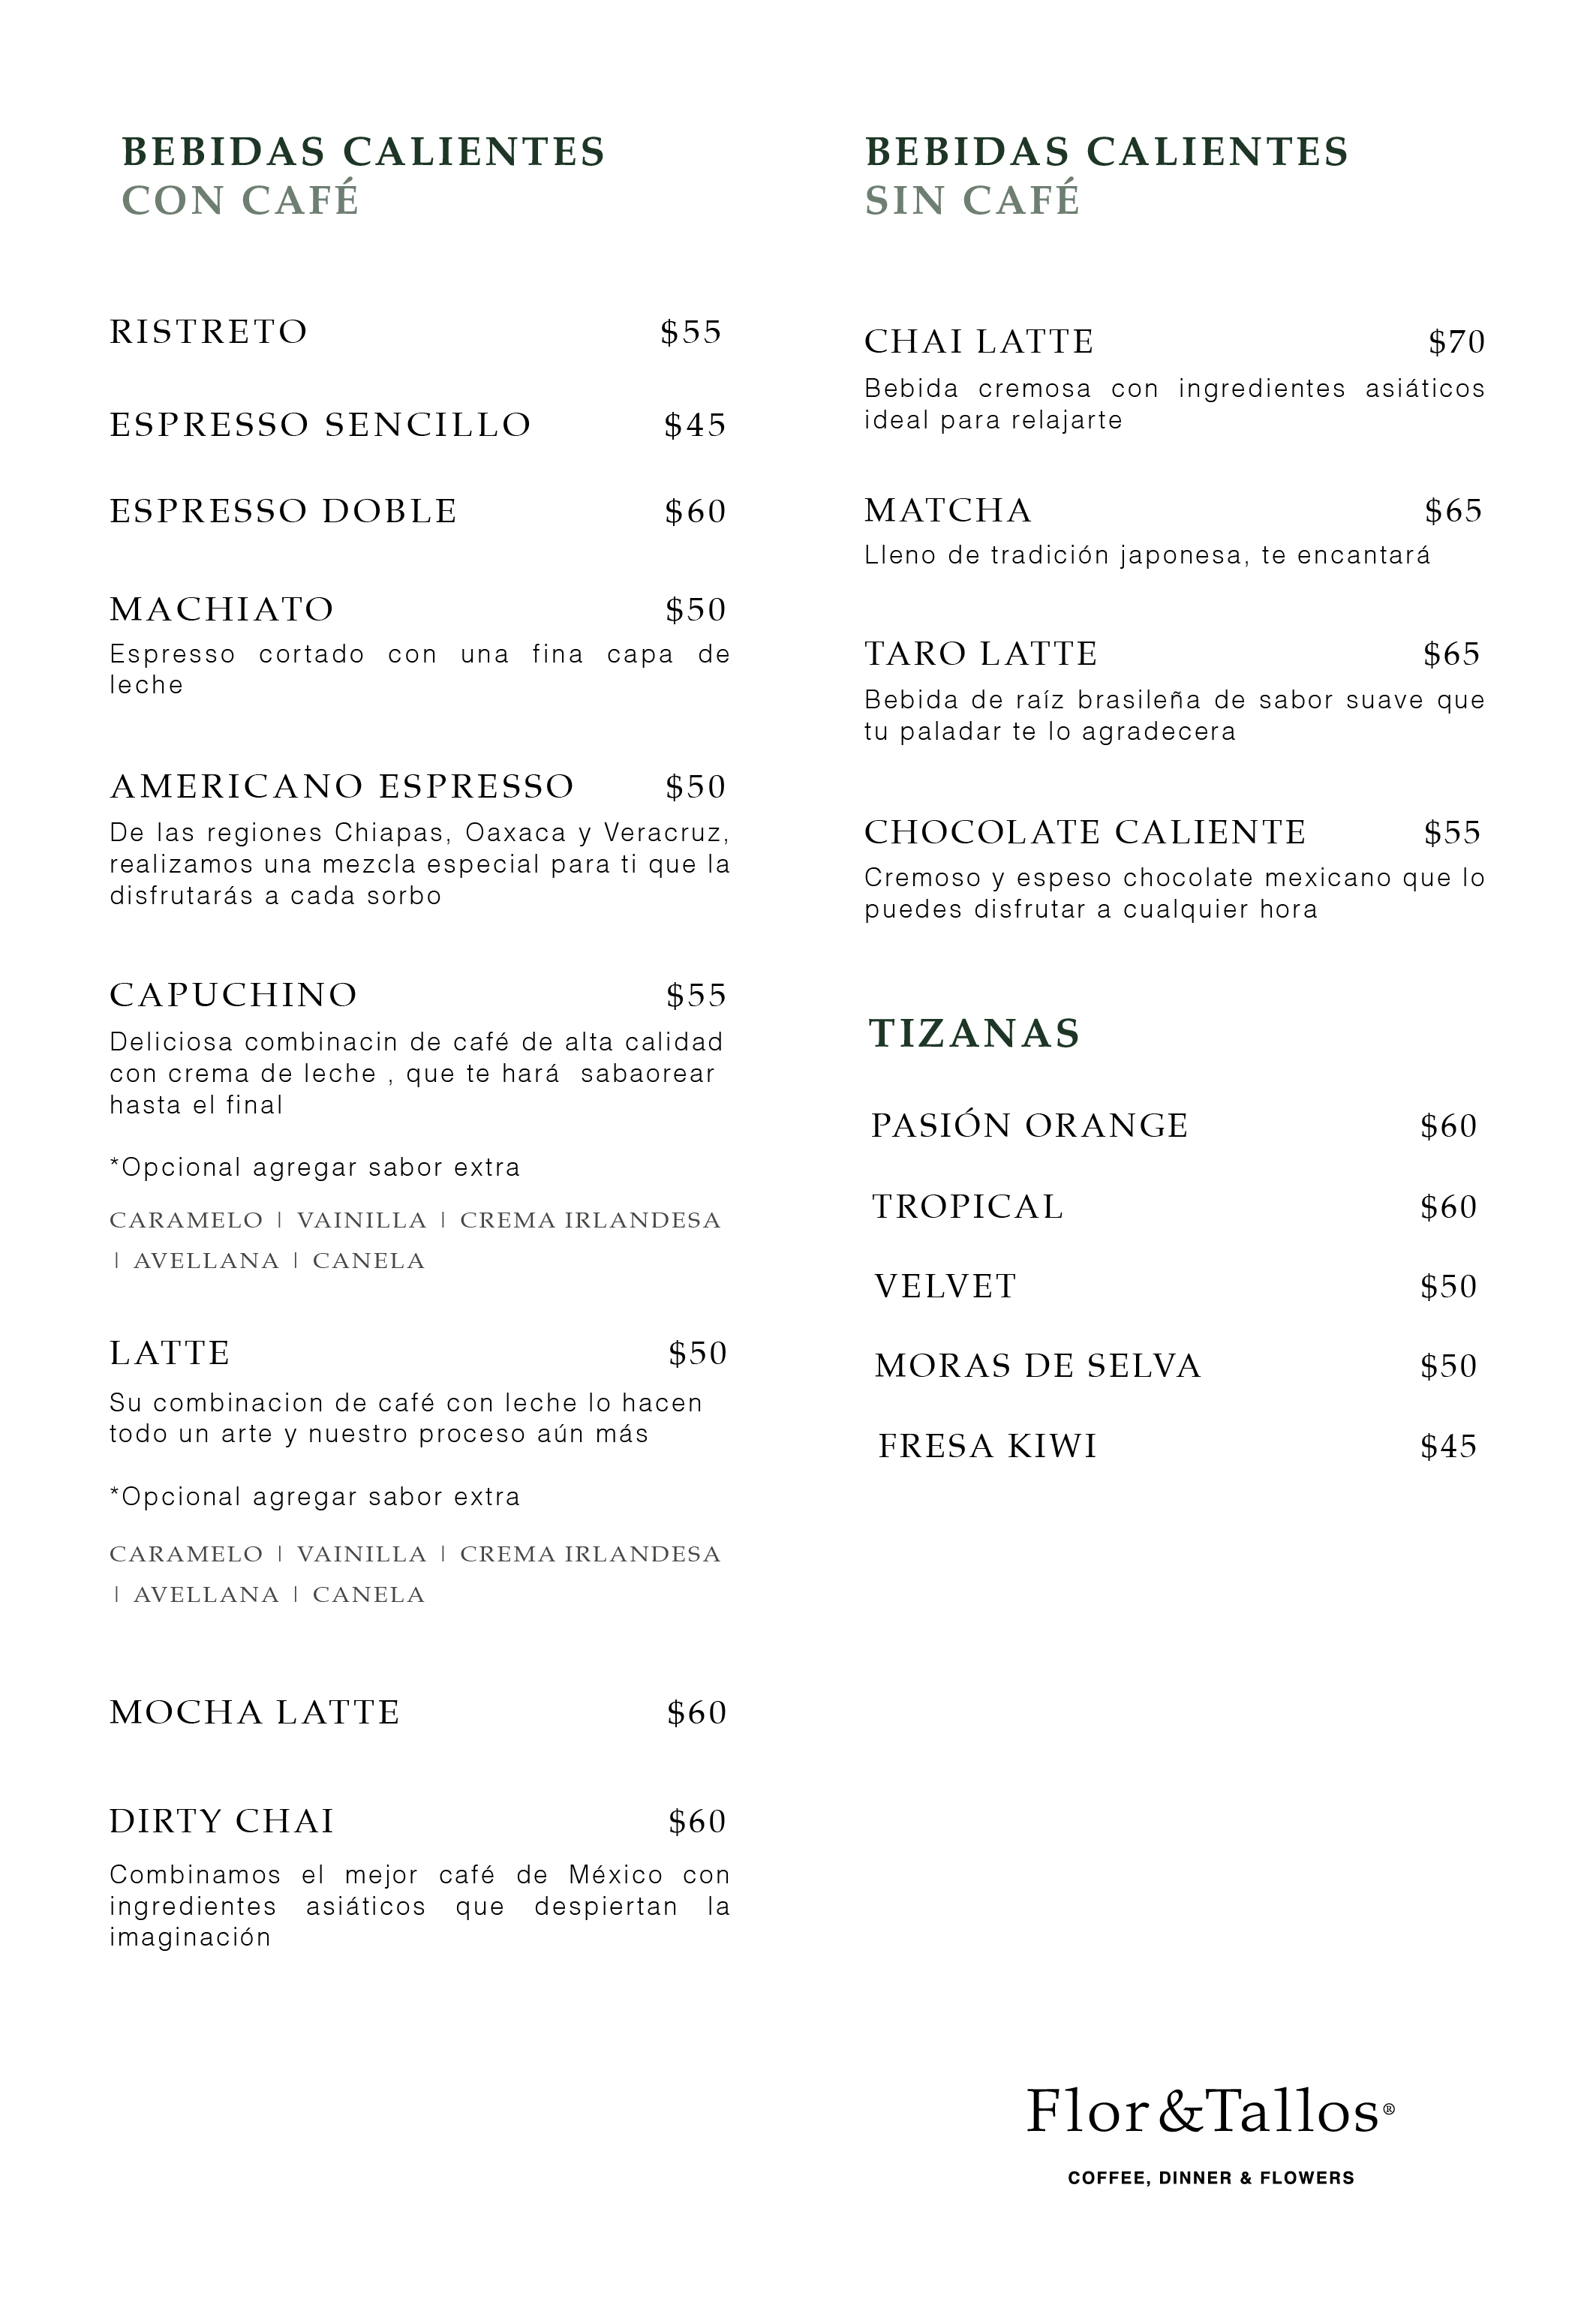 BEBIDAS CALIENTES
CON CAFÉ
RISTRETO $55
ESPRESSO SENCILLO $45
ESPRESSO DOBLE $60
MACHIATO $50
Espresso cortado con una fina capa de
leche
AMERICANO ESPRESSO $50
De las regiones Chiapas, Oaxaca y Veracruz,
realizamos una mezcla especial para ti que la
disfrutarás a cada sorbo
CAPUCHINO $55
Deliciosa combinacin de café de alta calidad
con crema de leche , que te hará sabaorear
hasta el final
*Opcional agregar sabor extra
CARAMELO | VAINILLA | CREMA IRLANDESA
| AVELLANA | CANELA
LATTE $50
Su combinacion de café con leche lo hacen
todo un arte y nuestro proceso aún más
*Opcional agregar sabor extra
CARAMELO | VAINILLA | CREMA IRLANDESA
| AVELLANA | CANELA
MOCHA LATTE $60
DIRTY CHAI $60
Combinamos el mejor café de México con
ingredientes asiáticos que despiertan la
imaginación
BEBIDAS CALIENTES
SIN CAFÉ
CHAI LATTE $70
Bebida cremosa con ingredientes asiáticos
ideal para relajarte
MATCHA $65
Lleno de tradición japonesa, te encantará
TARO LATTE $65
Bebida de raíz brasileña de sabor suave que
tu paladar te lo agradecera
CHOCOLATE CALIENTE $55
Cremoso y espeso chocolate mexicano que lo
puedes disfrutar a cualquier hora
TIZANAS
PASIÓN ORANGE $60
TROPICAL $60
VELVET $50
MORAS DE SELVA $50
FRESA KIWI $45
Flor&Tallos®
COFFEE, DINNER & FLOWERS